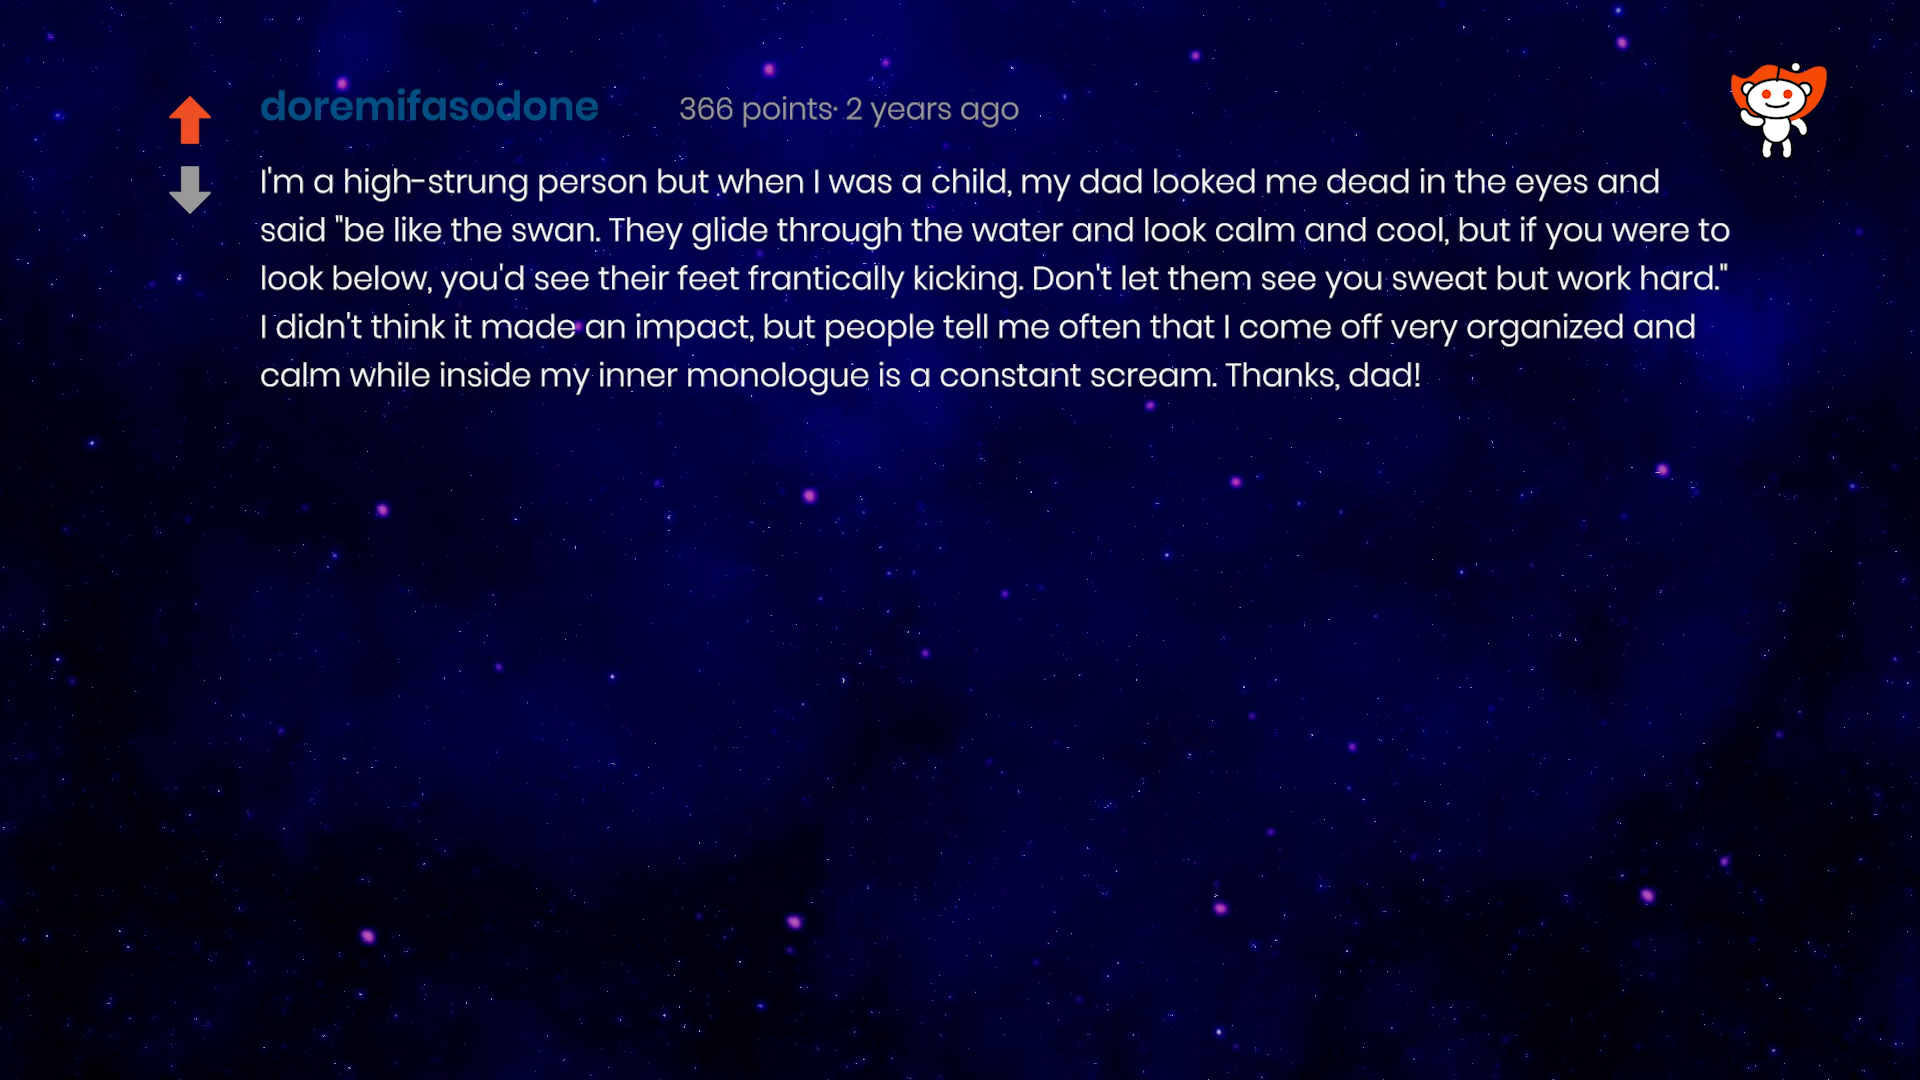 doremifasodone 366 points· 2 years ago
I'm a high-strung person but when I was a child, my dad looked me dead in the eyes and
said "be like the swan. They glide through the water and look calm and cool, but if you were to
look below, you'd see their feet frantically kicking. Don't let them see you sweat but work hard."
I didn't think it made an impact, but people tell me often that I come off very organized and
calm while inside my inner monologue is a constant scream. Thanks, dad!